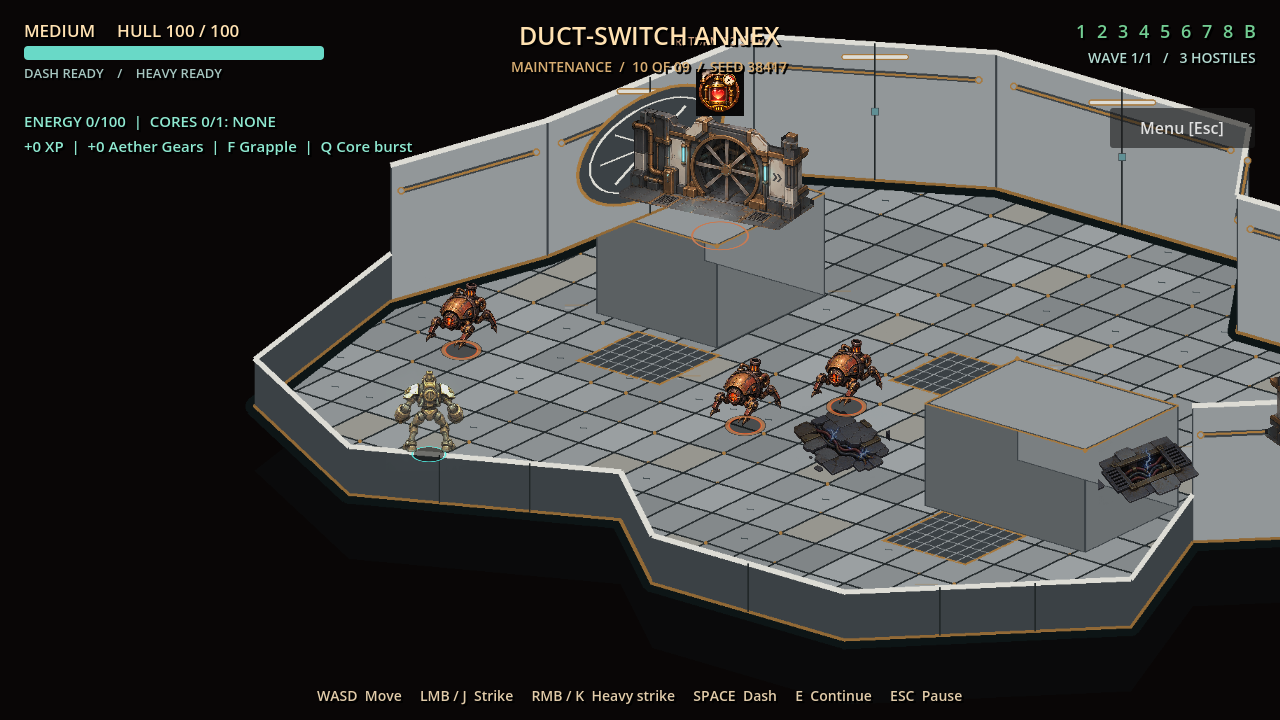 MEDIUM HULL 100 / 100
DASH READY / HEAVY READY
ENERGY 0/100 | CORES 0/1: NONE
+0 XP | +0 Aether Gears | F Grapple | Q Core burst
DUCT-SWITCH ANNEX
MAINTENANCE / 10 OF 09 / SEED 38417
1 2 3 4 5 6 7 8 B
WAVE 1/1 / 3 HOSTILES
Menu [Esc]
WASD Move LMB / J Strike RMB / K Heavy strike SPACE Dash E Continue ESC Pause